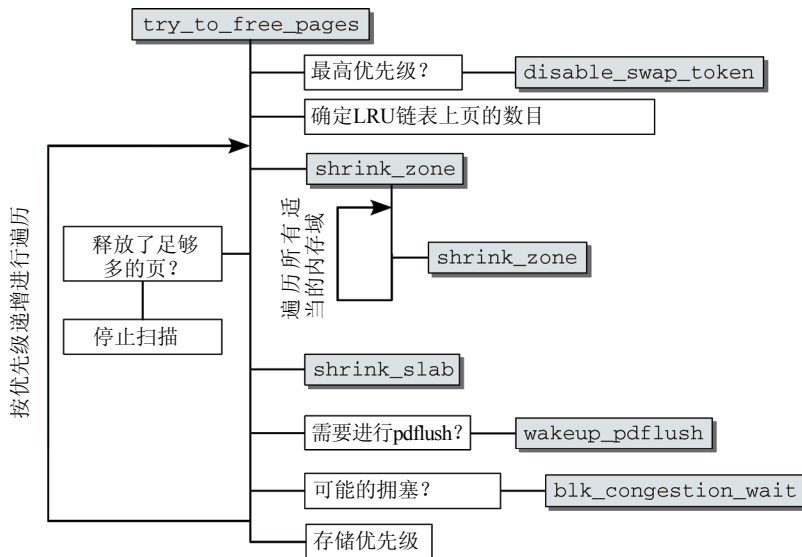 try_to_free_pages
最高优先级？
disable_swap_token
确定LRU链表上页的数目
shrink_zone
按优先级递增进行遍历
释放了足够
多的页？
遍历所有适
当的内存域
shrink_zone
停止扫描
shrink_slab
需要进行pdflush？
wakeup_pdflush
可能的拥塞？
blk_congestion_wait
存储优先级